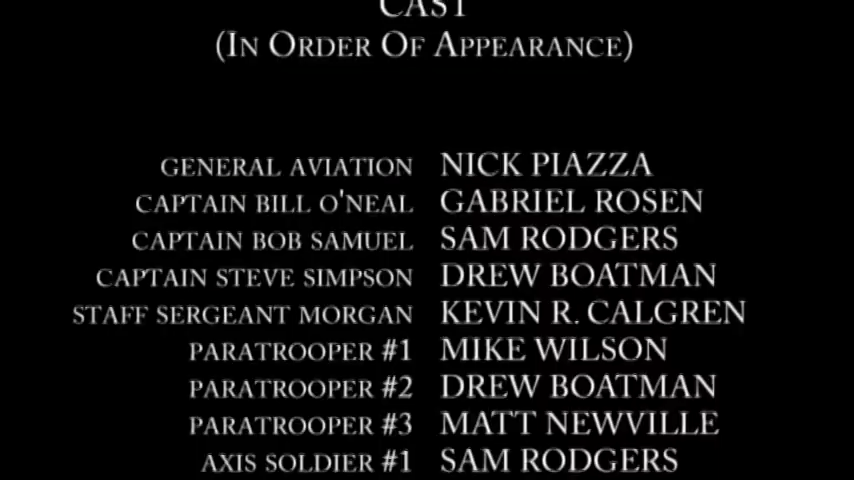 CAST
(IN ORDER OF APPEARANCE)
GENERAL AVIATION NICK PIAZZA
CAPTAIN BILL O'NEAL GABRIEL ROSEN
CAPTAIN BOB SAMUEL SAM RODGERS
CAPTAIN STEVE SIMPSON DREW BOATMAN
STAFF SERGEANT MORGAN KEVIN R. CALGREN
PARATROOPER #1 MIKE WILSON
PARATROOPER #2 DREW BOATMAN
PARATROOPER #3 MATT NEWVILLE
AXIS SOLDIER #1 SAM RODGERS